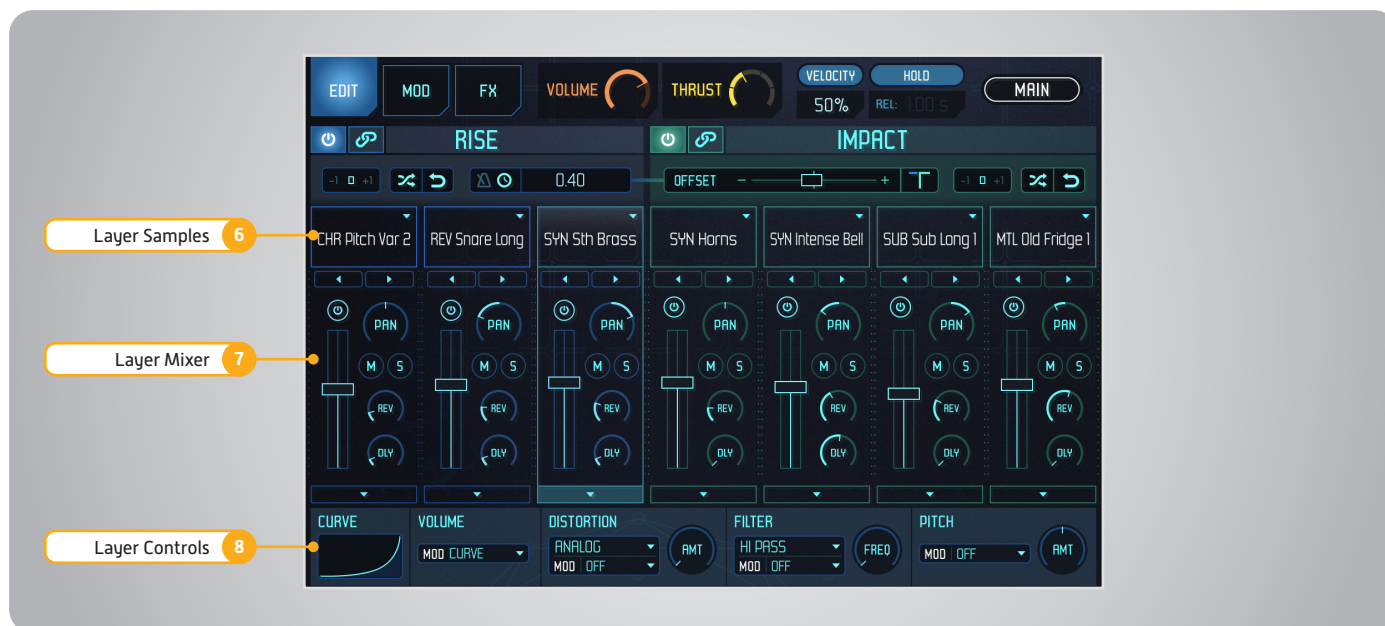 EDIT MOD FX VOLUME THRUST VELOCITY HOLD MAIN
50% REL: 100 s
RISE IMPACT
-1 0 +1 0.40 OFFSET - + -1 0 +1
Layer Samples 6
CHR Pitch Var 2 REV Snare Long SYN Sth Brass SYN Horns SYN Intense Bell SUB Sub Long 1 MTL Old Fridge 1
PAN PAN PAN PAN PAN PAN PAN
Layer Mixer 7
M S M S M S M S M S M S M S
REV REV REV REV REV REV REV
DLY DLY DLY DLY DLY DLY DLY
CURVE VOLUME DISTORTION FILTER PITCH
Layer Controls 8
MOD CURVE ANALOG AMT HI PASS FREQ MOD OFF AMT
MOD OFF MOD OFF